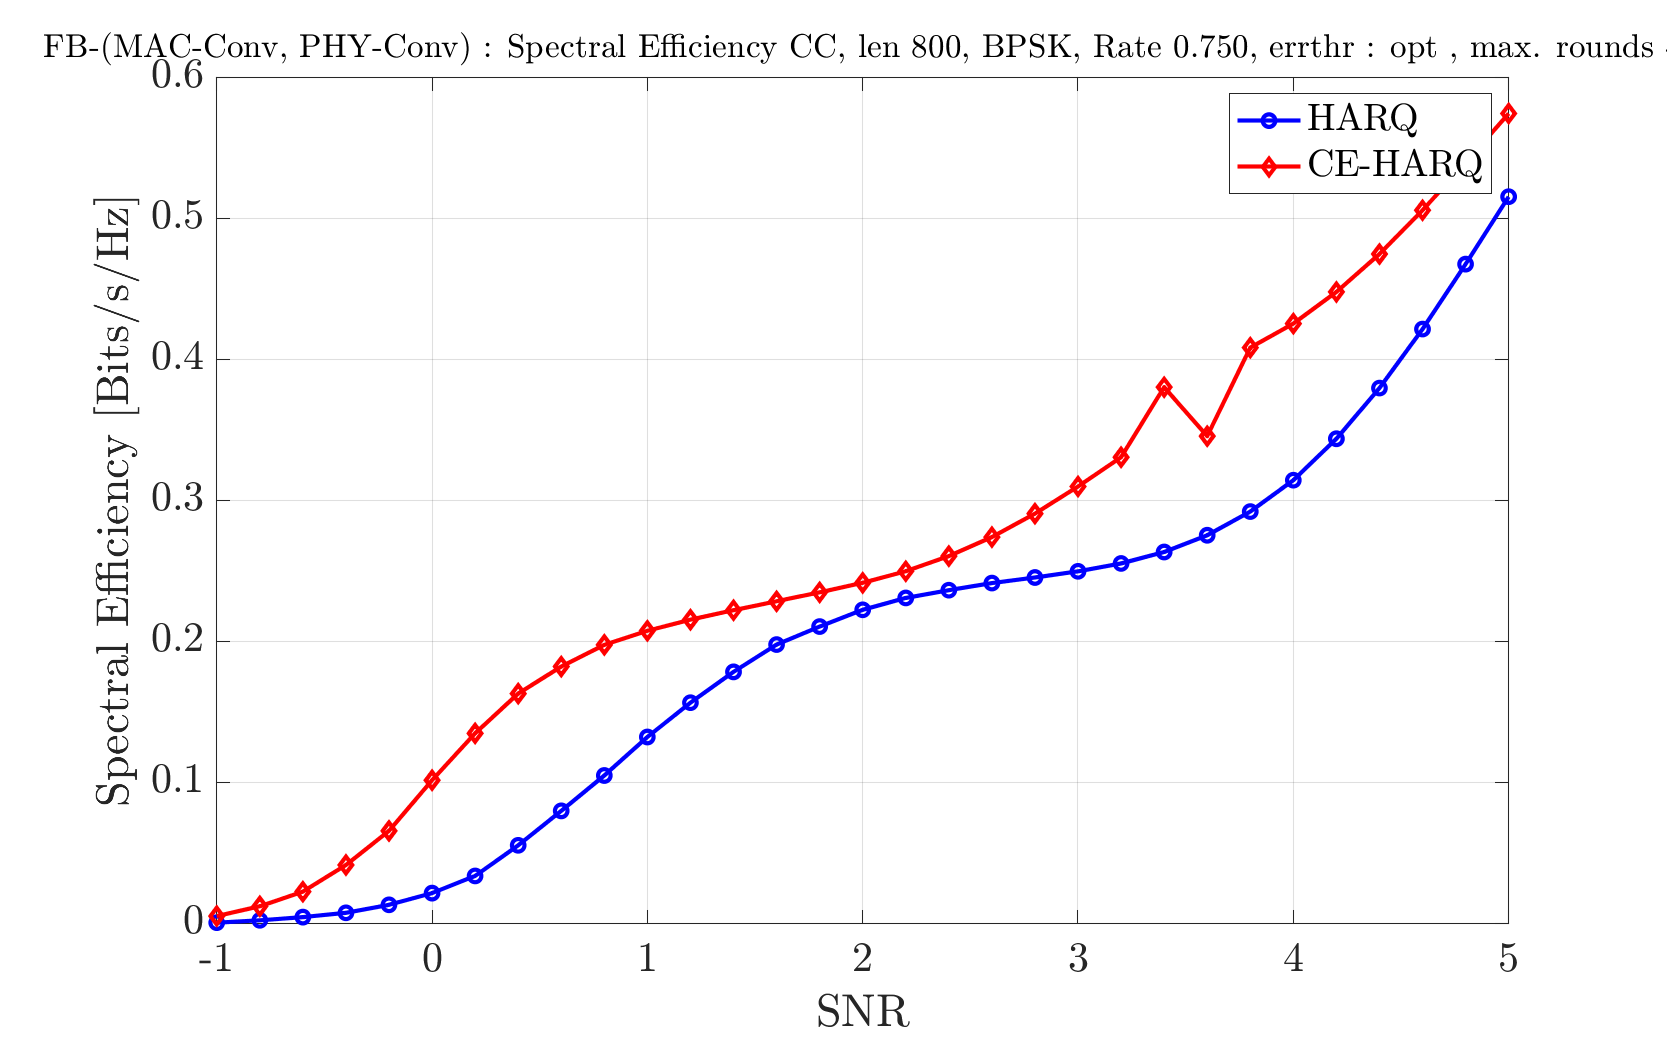 FB-(MAC-Conv, PHY-Conv) : Spectral Efficiency CC, len 800, BPSK, Rate 0.750, errthr : opt , max. rounds
HARQ
CE-HARQ
Spectral Efficiency [Bits/s/Hz]
0.6
0.5
0.4
0.3
0.2
0.1
0
-1 0 1 2 3 4 5
SNR